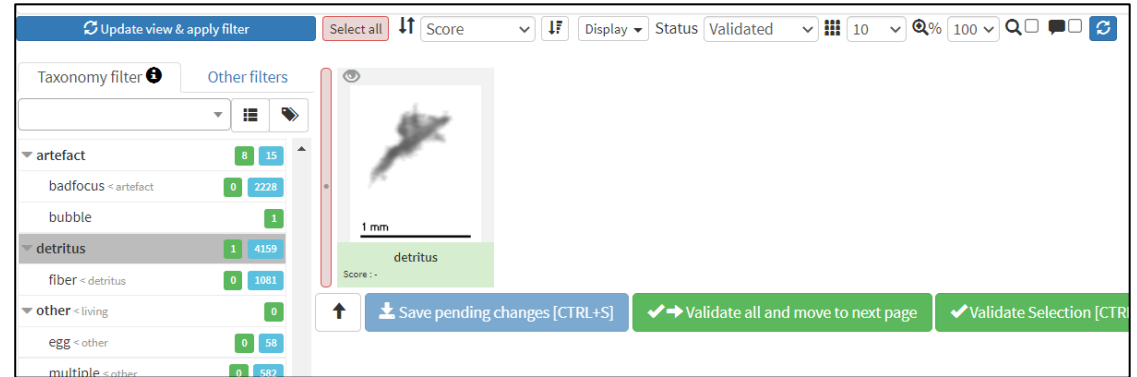 Update view & apply filter
Select all Score Display Status Validated 10 % 100
Taxonomy filter Other filters
artefact 8 15
badfocus < artefact 0 2228
bubble 1
detritus 1 4159
fiber < detritus 0 1081
other < living 0
egg < other 0 58
multiple < other 0 582
1 mm
detritus
Score : -
Save pending changes [CTRL+S] Validate all and move to next page Validate Selection [CTR